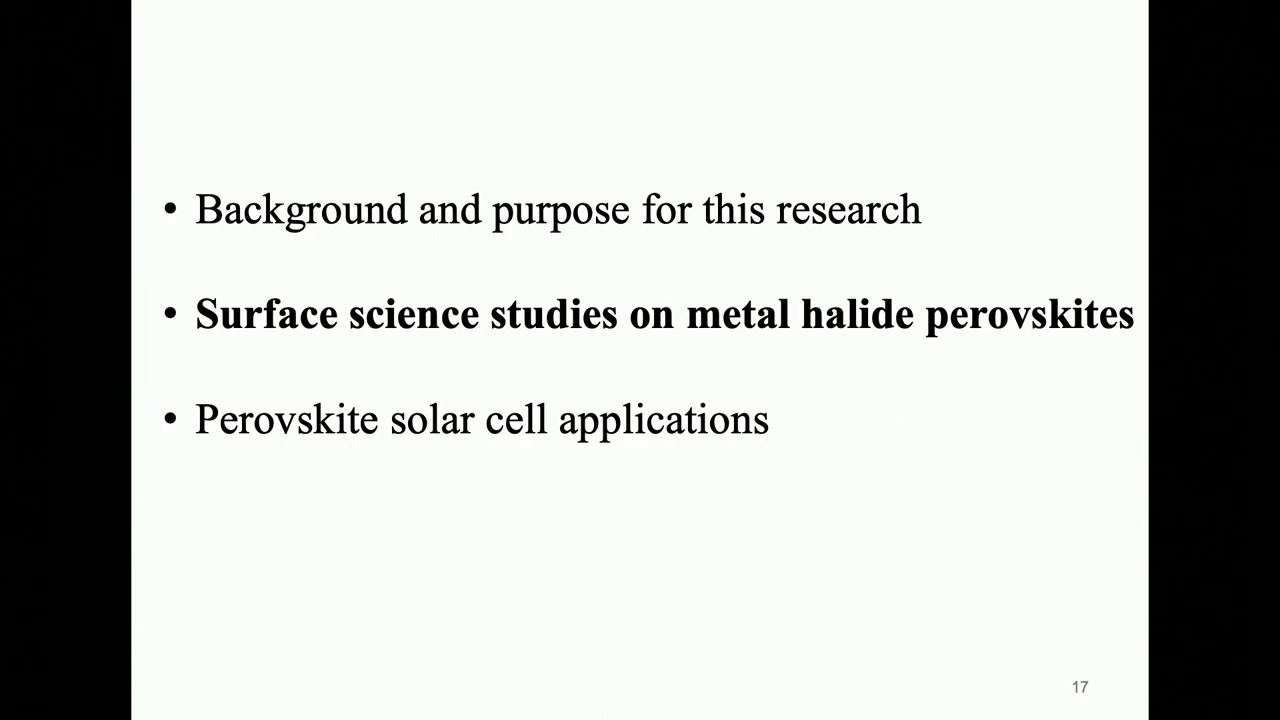 • Background and purpose for this research
• Surface science studies on metal halide perovskites
• Perovskite solar cell applications
17